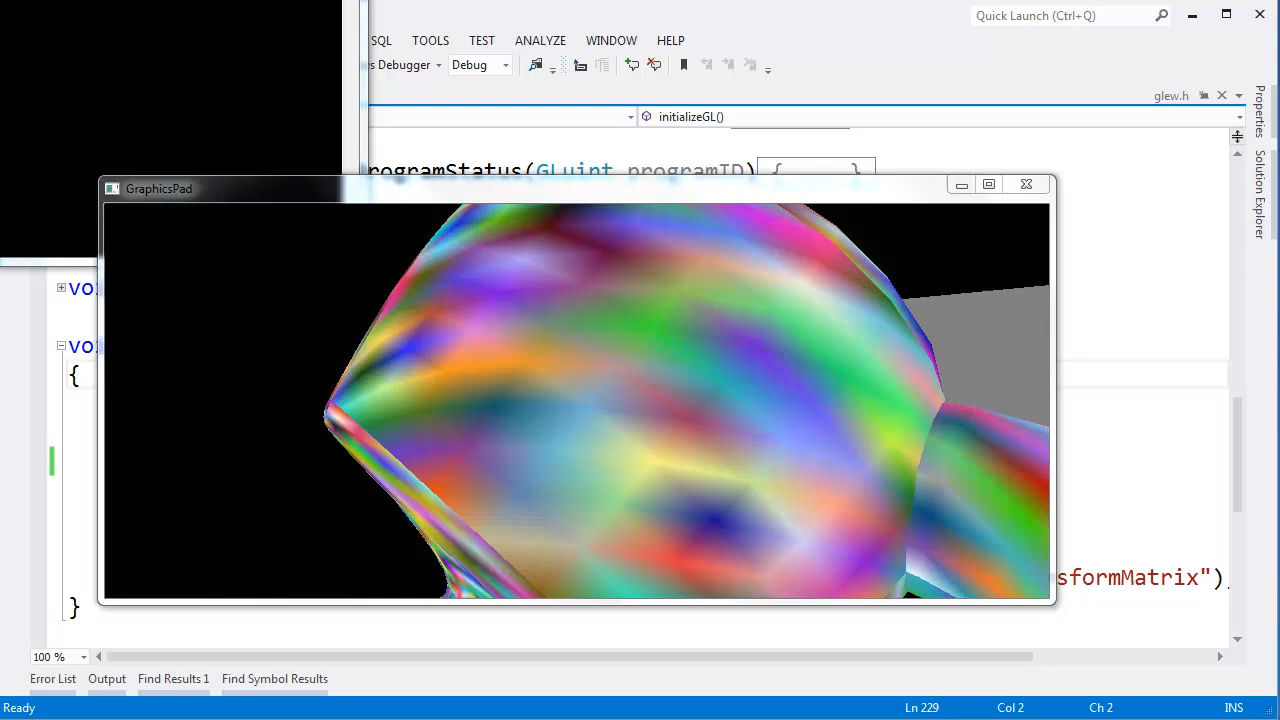 Quick Launch (Ctrl+Q)
SQL TOOLS TEST ANALYZE WINDOW HELP
s Debugger Debug
glew.h
initializeGL()
rogramStatus(GLuint programID) { ... }
GraphicsPad
voi
voi
{
sformMatrix")
}
100 %
Error List Output Find Results 1 Find Symbol Results
Ready Ln 229 Col 2 Ch 2 INS
Properties
Solution Explorer